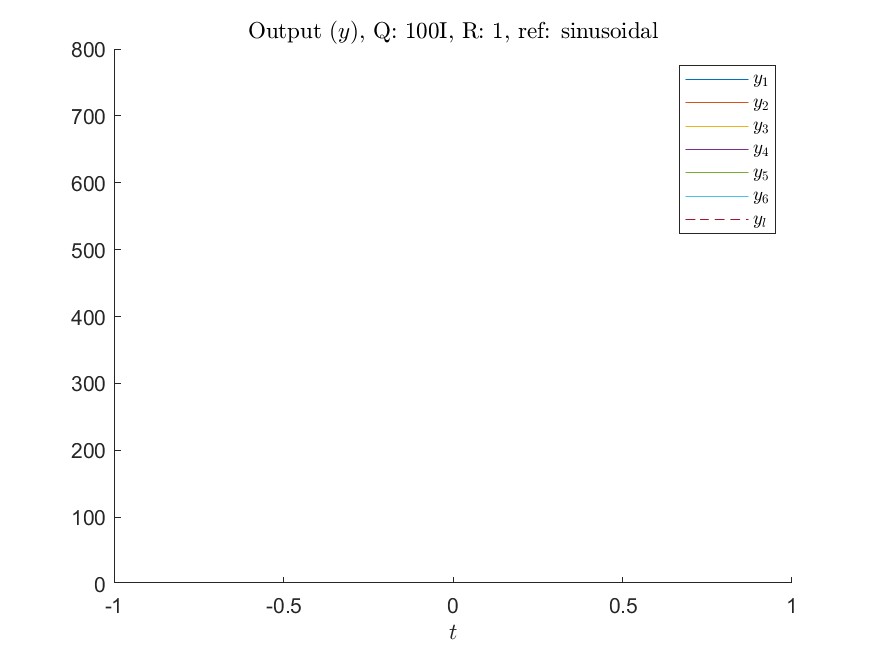 Output (y), Q: 100I, R: 1, ref: sinusoidal
800
700
600
500
400
300
200
100
0
y₁
y₂
y₃
y₄
y₅
y₆
yₗ
-1 -0.5 0 0.5 1
t